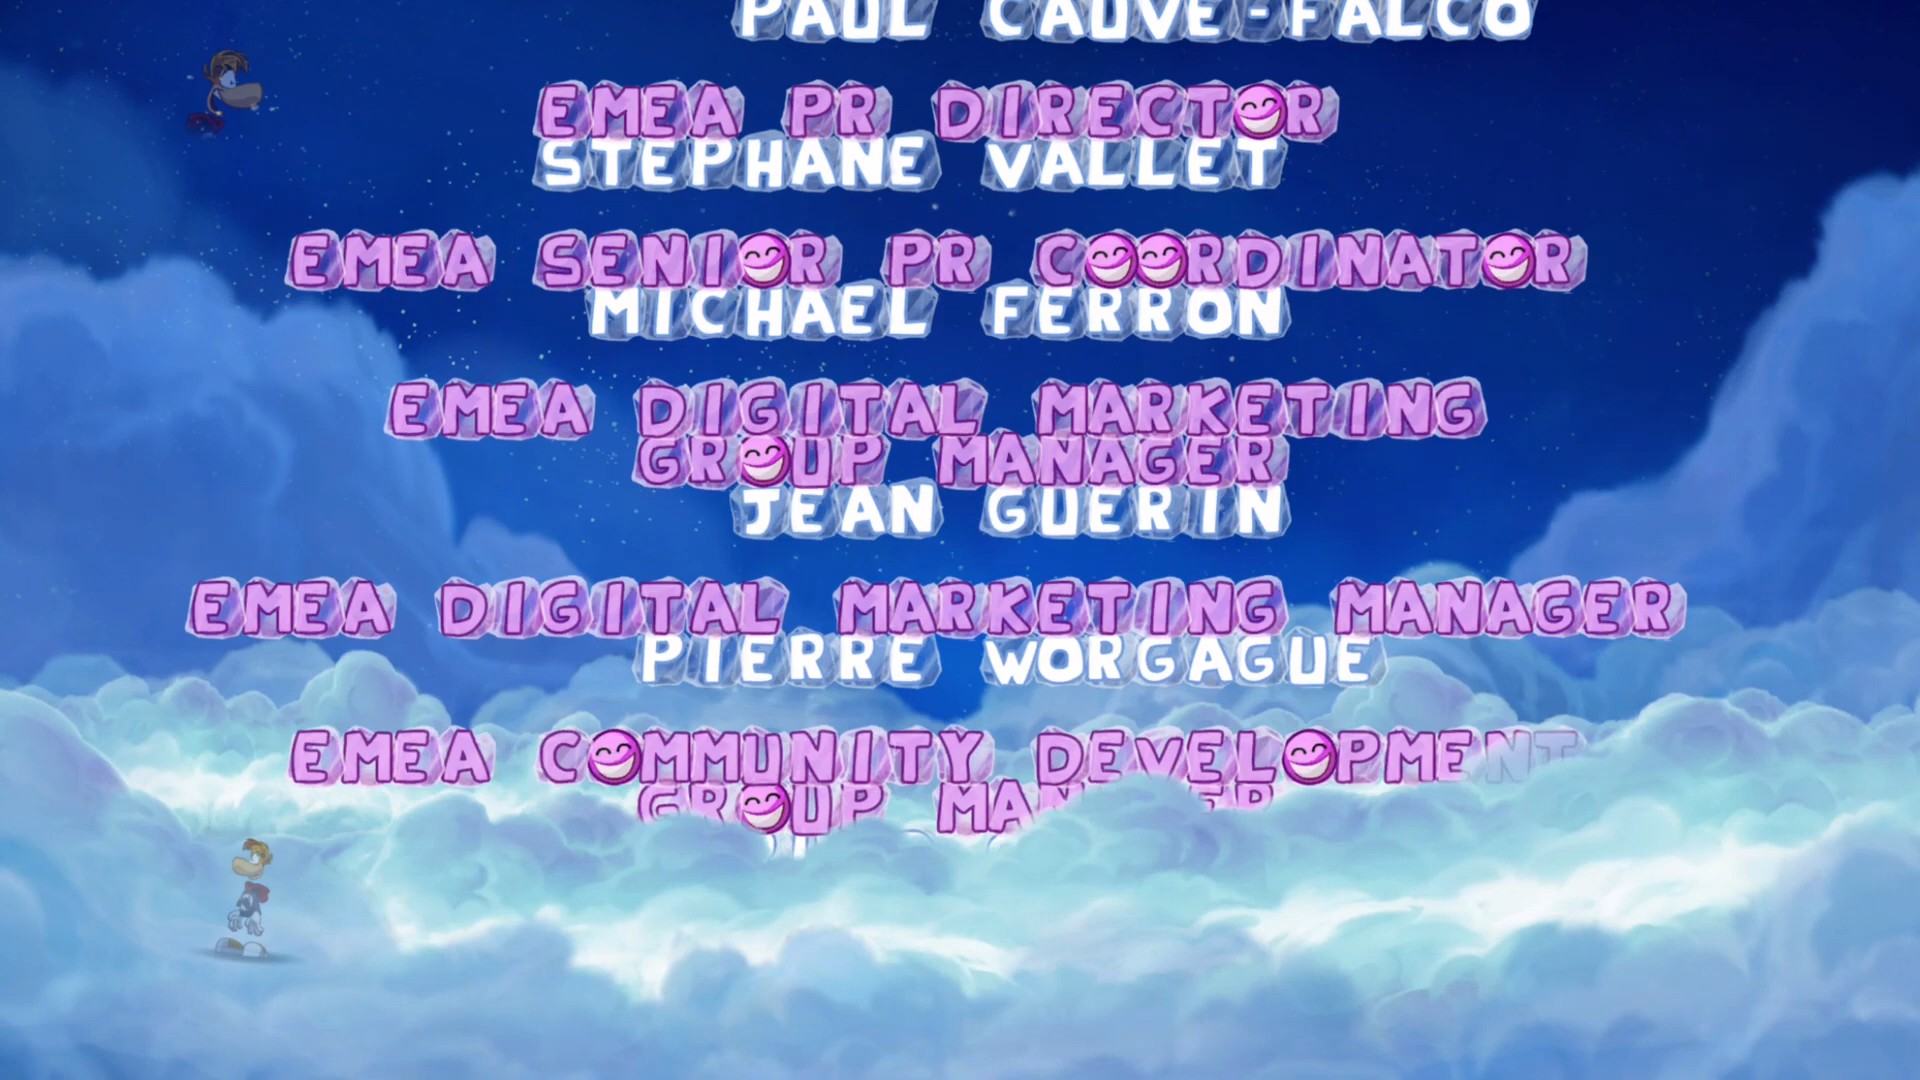 PAUL CAUVE-FALCO
EMEA PR DIRECTOR
STEPHANE VALLET
EMEA SENIOR PR COORDINATOR
MICHAEL FERRON
EMEA DIGITAL MARKETING
GROUP MANAGER
JEAN GUERIN
EMEA DIGITAL MARKETING MANAGER
PIERRE WORGAGUE
EMEA COMMUNITY DEVELOPMENT
GROUP MANAGER